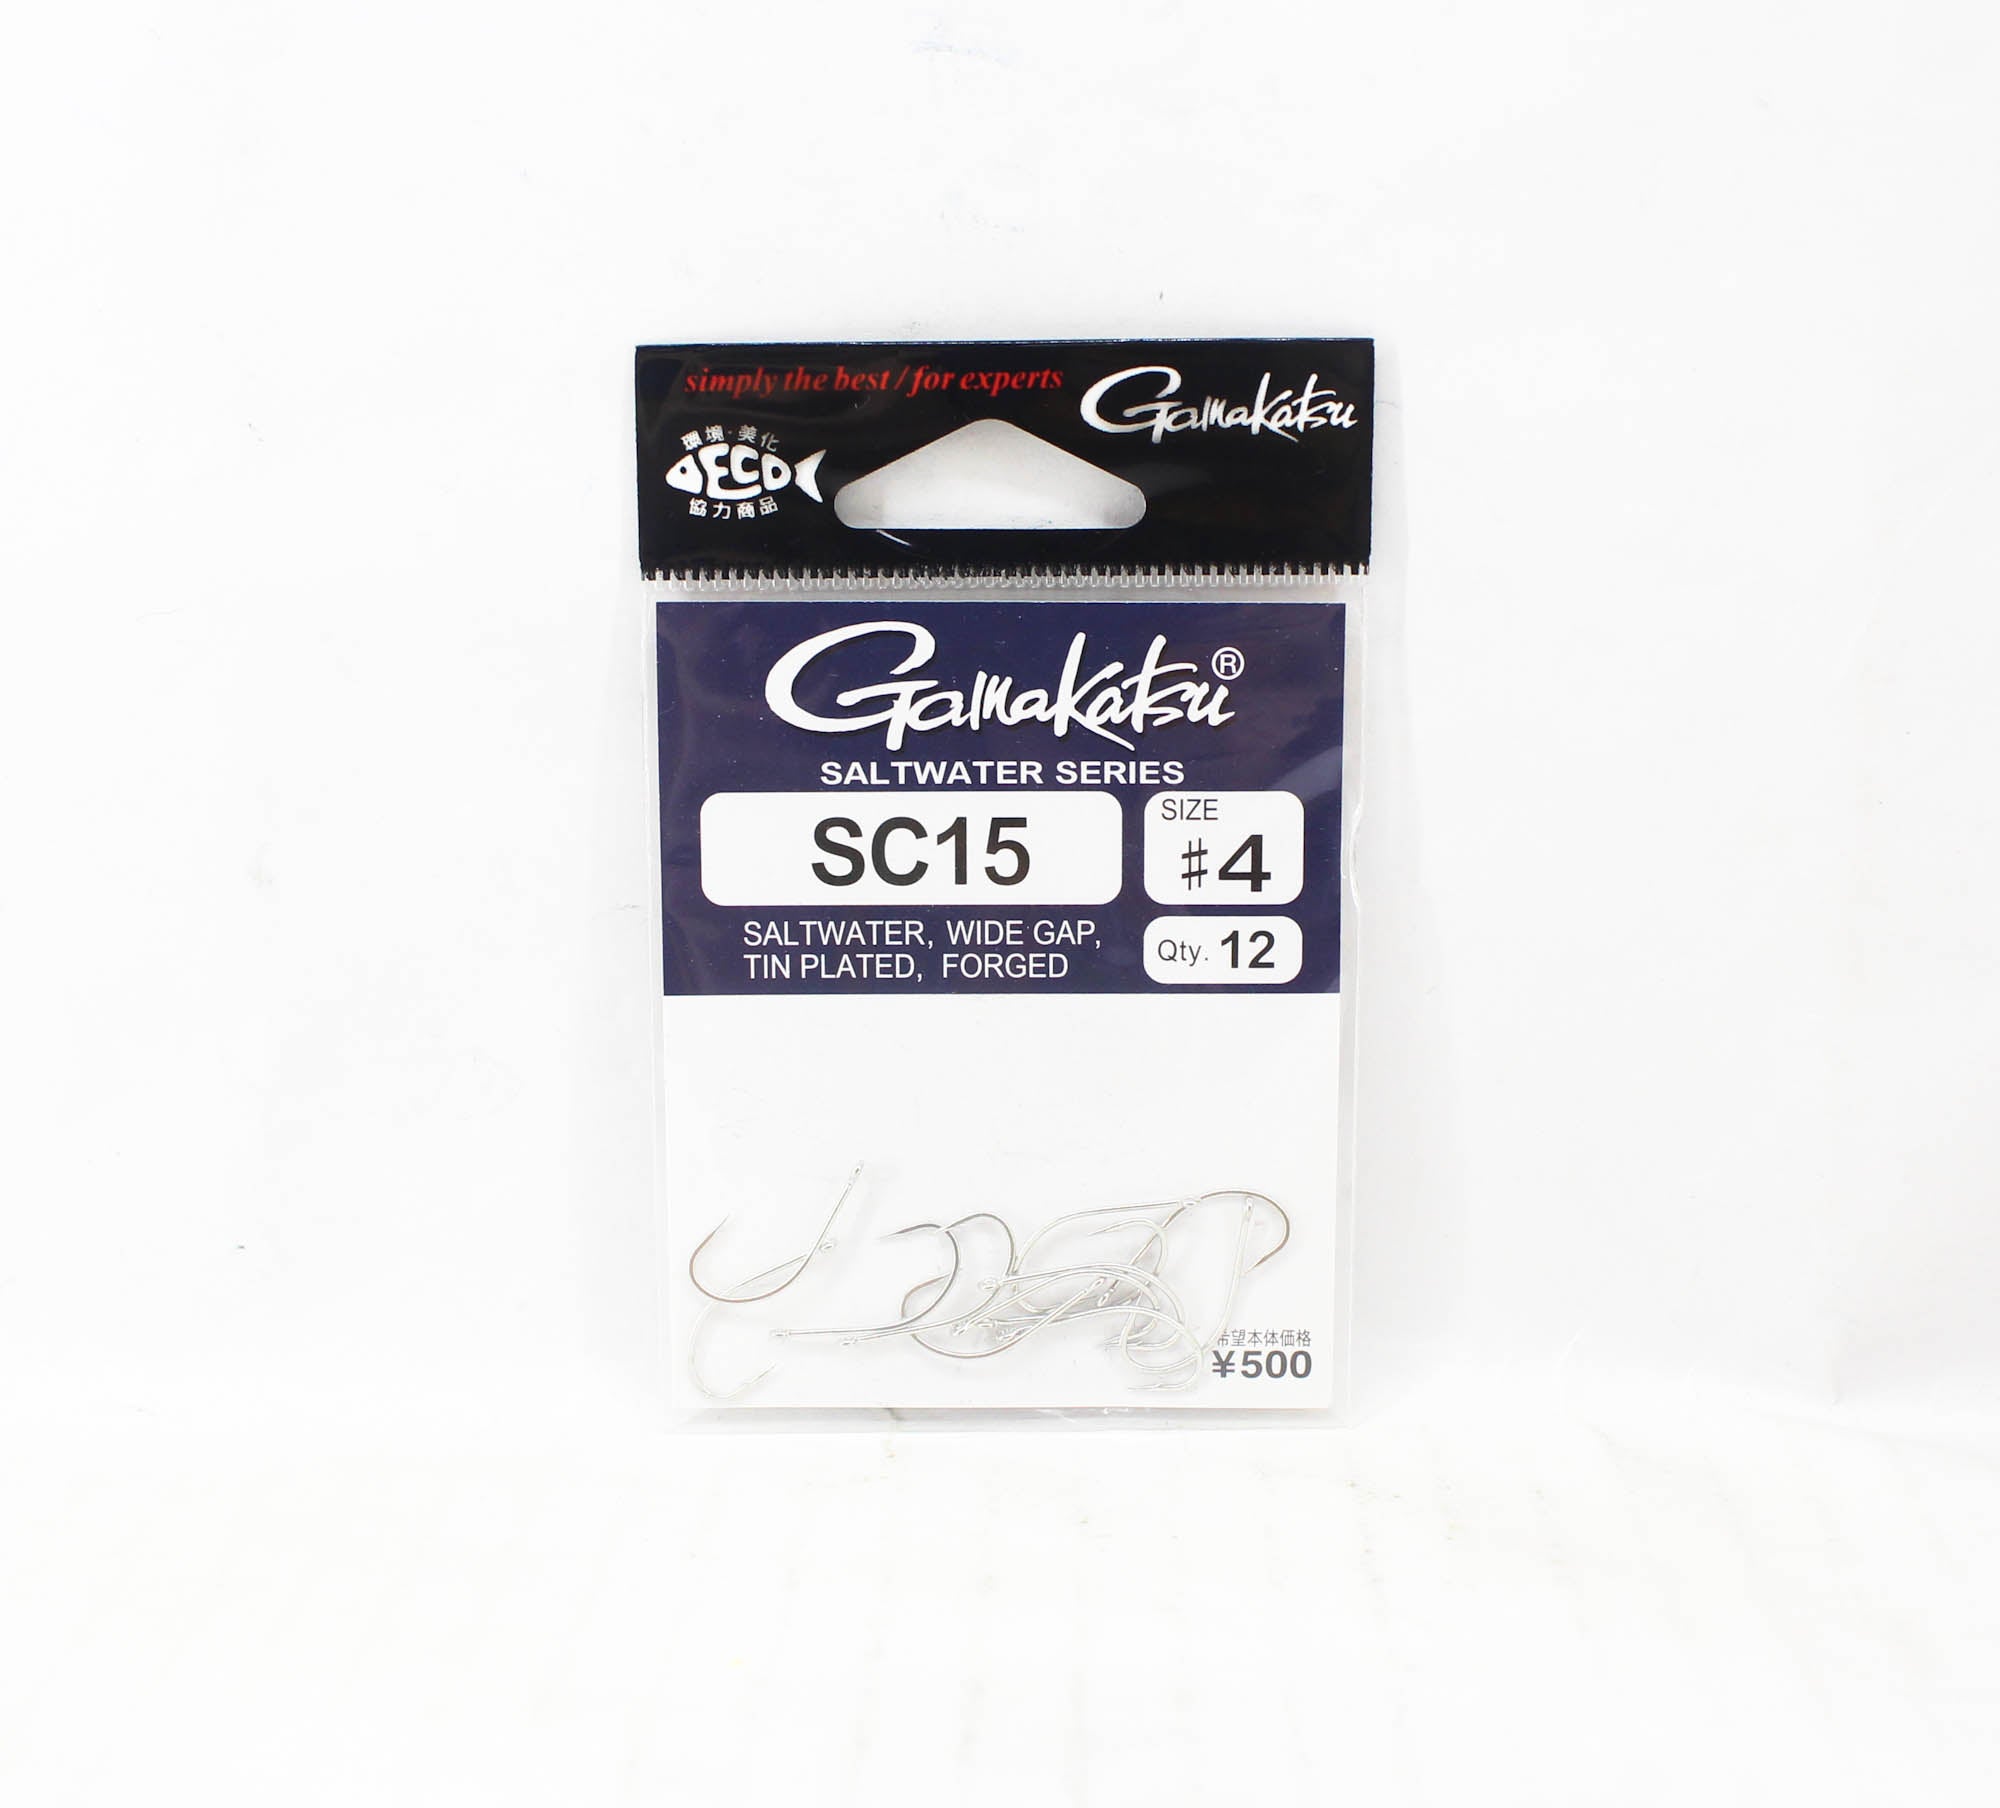 simply the best / for experts
Gamakatsu
環境・美化
ECO
協力商品
Gamakatsu®
SALTWATER SERIES
SC15
SIZE
#4
SALTWATER, WIDE GAP,
TIN PLATED, FORGED
Qty. 12
希望本体価格
¥500